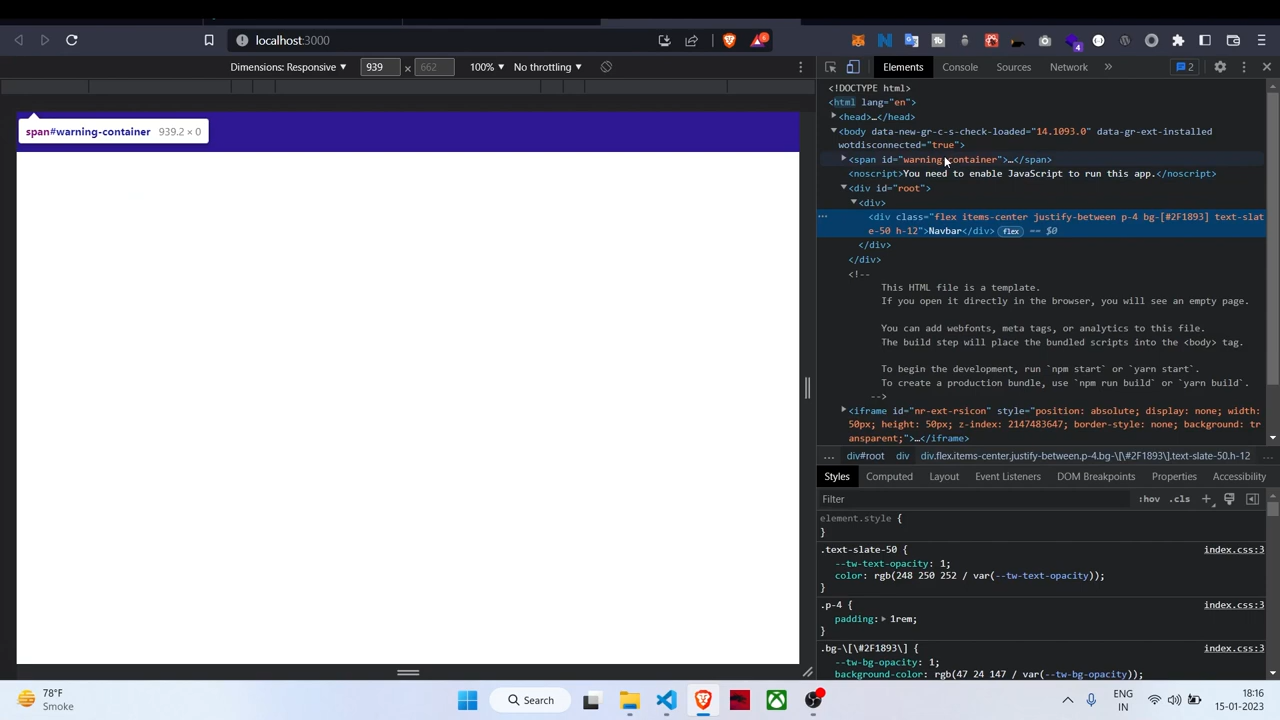 localhost:3000
4
4
Dimensions: Responsive
939
×
662
100%
No throttling
Elements
Console
Sources
Network
»
2
span#warning-container
939.2 × 0
<!DOCTYPE html>
<html lang="en">
<head>…</head>
<body data-new-gr-c-s-check-loaded="14.1093.0" data-gr-ext-installed
wotdisconnected="true">
<span id="warning-container">…</span>
<noscript>You need to enable JavaScript to run this app.</noscript>
<div id="root">
<div>
<div class="flex items-center justify-between p-4 bg-[#2F1893] text-slat
e-50 h-12">Navbar</div> flex == $0
</div>
</div>
<!--
This HTML file is a template.
If you open it directly in the browser, you will see an empty page.
You can add webfonts, meta tags, or analytics to this file.
The build step will place the bundled scripts into the <body> tag.
To begin the development, run `npm start` or `yarn start`.
To create a production bundle, use `npm run build` or `yarn build`.
-->
<iframe id="nr-ext-rsicon" style="position: absolute; display: none; width:
50px; height: 50px; z-index: 2147483647; border-style: none; background: tr
ansparent;">…</iframe>
...
div#root
div
div.flex.items-center.justify-between.p-4.bg-\[\#2F1893\].text-slate-50.h-12
...
Styles
Computed
Layout
Event Listeners
DOM Breakpoints
Properties
Accessibility
Filter
:hov
.cls
element.style {
}
.text-slate-50 {
index.css:3
--tw-text-opacity: 1;
color: rgb(248 250 252 / var(--tw-text-opacity));
}
.p-4 {
index.css:3
padding: 1rem;
}
.bg-\[\#2F1893\] {
index.css:3
--tw-bg-opacity: 1;
background-color: rgb(47 24 147 / var(--tw-bg-opacity));
78°F
Smoke
Search
ENG
IN
18:16
15-01-2023